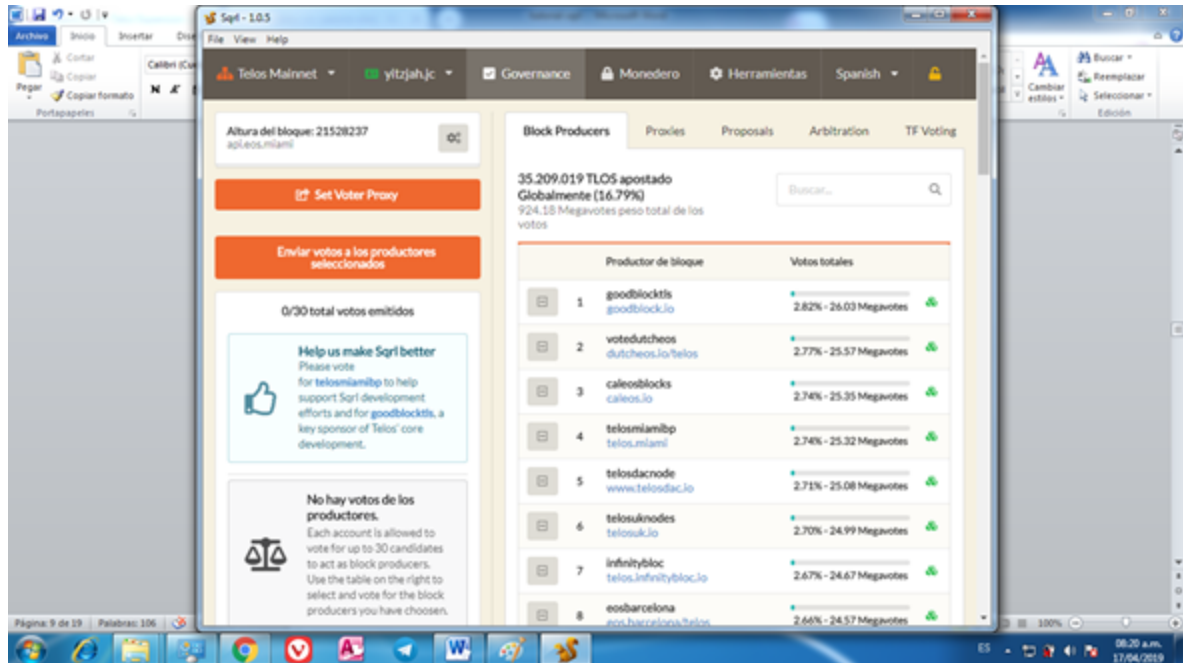 Sqrl - 1.0.5
Archivo
Inicio
Insertar
File View Help
Cortar
Copiar
Copiar formato
Pegar
Portapapeles
Calibri
N K
Buscar
Reemplazar
Seleccionar
Cambiar
estilos
Edición
Telos Mainnet
yitzjah.jc
Governance
Monedero
Herramientas
Spanish
Altura del bloque: 21528237
api.eos.miami
Set Voter Proxy
Enviar votos a los productores
seleccionados
0/30 total votos emitidos
Help us make Sqrl better
Please vote
for telosmiamibp to help
support Sqrl development
efforts and for goodblocktls, a
key sponsor of Telos' core
development.
No hay votos de los
productores.
Each account is allowed to
vote for up to 30 candidates
to act as block producers.
Use the table on the right to
select and vote for the block
producers you have choosen.
Block Producers
Proxies
Proposals
Arbitration
TF Voting
35.209.019 TLOS apostado
Globalmente (16.79%)
924.18 Megavotes peso total de los
votos
Buscar...
Productor de bloque
Votos totales
1 goodblocktls 2.82% - 26.03 Megavotes
goodblock.io
2 votedutcheos 2.77% - 25.57 Megavotes
dutcheos.io/telos
3 caleosblocks 2.74% - 25.35 Megavotes
caleos.io
4 telosmiamibp 2.74% - 25.32 Megavotes
telos.miami
5 telosdacnode 2.71% - 25.08 Megavotes
www.telosdac.io
6 telosuknodes 2.70% - 24.99 Megavotes
telosuk.io
7 infinitybloc 2.67% - 24.67 Megavotes
telos.infinitybloc.io
8 eosbarcelona 2.66% - 24.57 Megavotes
eos.barcelona/telos
Página: 9 de 19
Palabras: 106
100%
ES
08:20 a.m.
17/04/2019